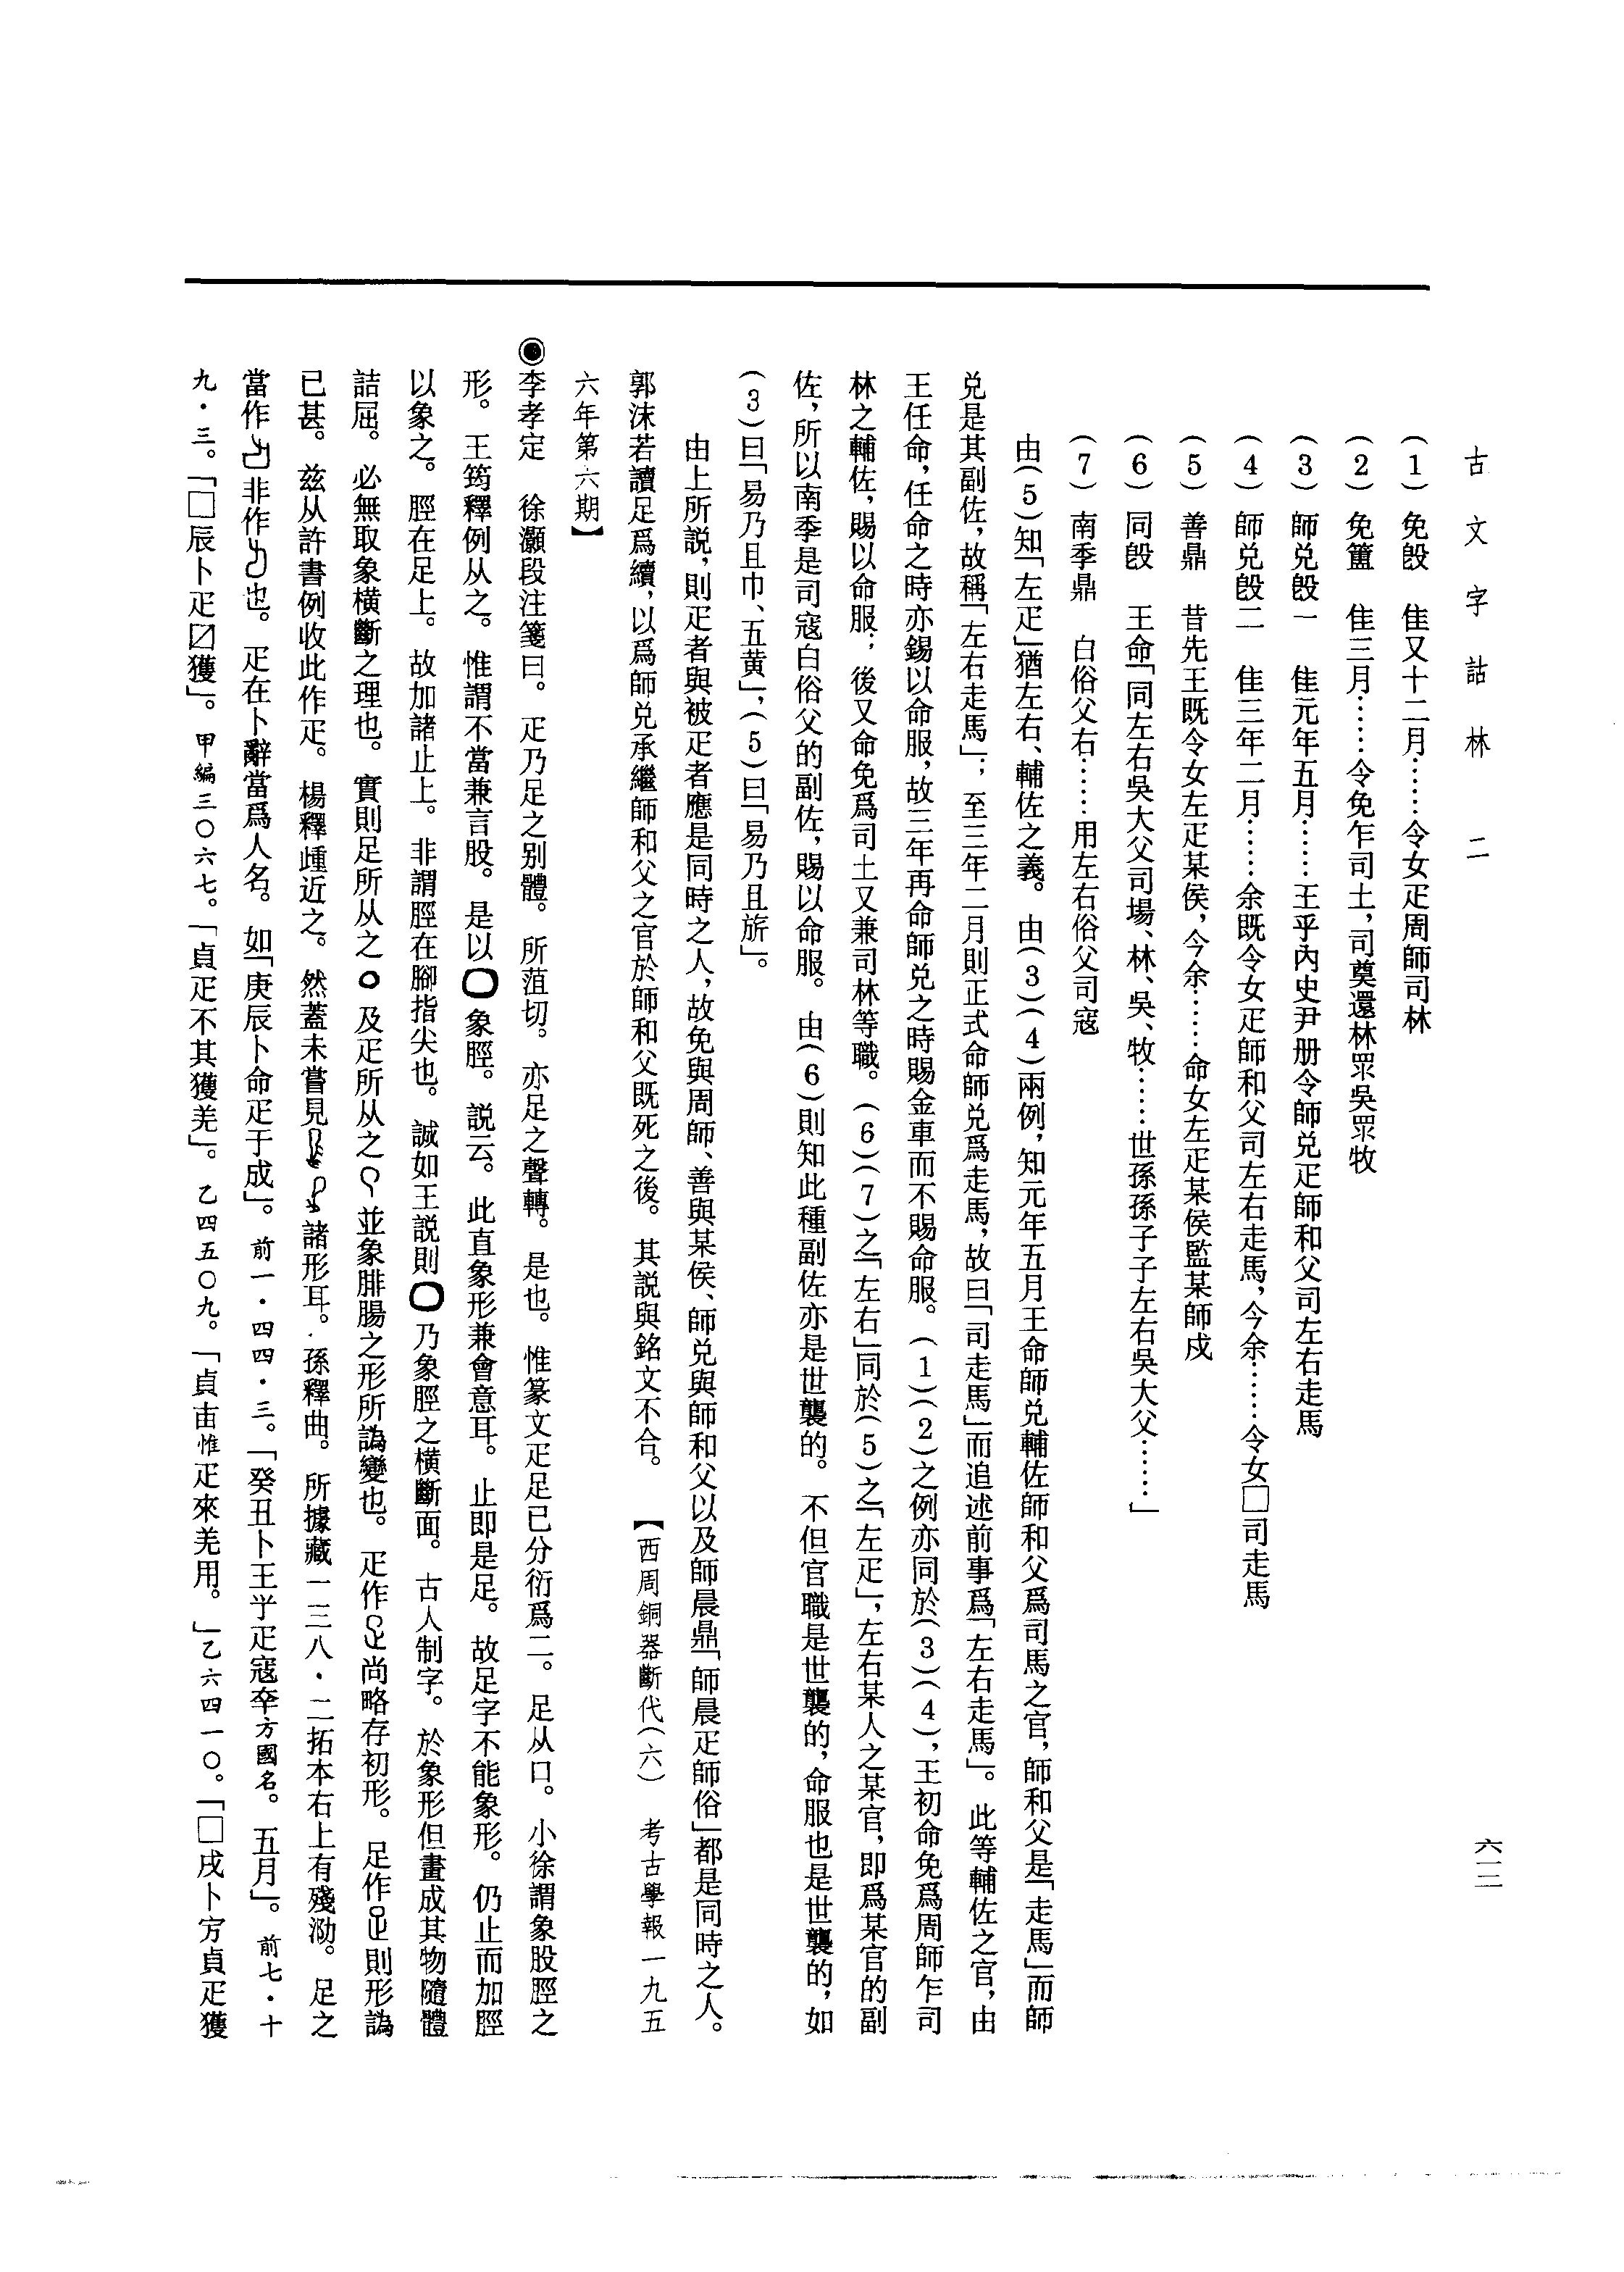 古文字詁林 二
六三二
(1) 免𣪘 隹又十二月……令女疋周師司林
(2) 免簠 隹三月……令免乍司土，司奠還林眔吳眔牧
(3) 師兑𣪘一 隹元年五月……王乎內史尹册令師兑疋師和父司左右走馬
(4) 師兑𣪘二 隹三年二月……余既令女疋師和父司左右走馬，今余……令女□司走馬
(5) 善鼎 昔先王既令女左疋某侯，今余……命女左疋某侯監某師戍
(6) 同𣪘 王命「同左右吳大父司場、林、吳、牧……世孫孫子子左右吳大父……」
(7) 南季鼎 白俗父右……用左右俗父司寇
由(5)知「左疋」猶左右、輔佐之義。由(3)(4)兩例，知元年五月王命師兑輔佐師和父爲司馬之官，師和父是「走馬」而師
兑是其副佐，故稱「左右走馬」；至三年二月則正式命師兑爲走馬，故曰「司走馬」而追述前事爲「左右走馬」。此等輔佐之官，由
王任命，任命之時亦錫以命服，故三年再命師兑之時賜金車而不賜命服。(1)(2)之例亦同於(3)(4)，王初命免爲周師乍司
林之輔佐，賜以命服；後又命免爲司土又兼司林等職。(6)(7)之「左右」同於(5)之「左疋」，左右某人之某官，即爲某官的副
佐，所以南季是司寇白俗父的副佐，賜以命服。由(6)則知此種副佐亦是世襲的。不但官職是世襲的，命服也是世襲的，如
(3)曰「易乃且巾、五黄」，(5)曰「易乃且旂」。
由上所説，則疋者與被疋者應是同時之人，故免與周師、善與某侯、師兑與師和父以及師晨鼎「師晨疋師俗」都是同時之人。
郭沫若讀足爲續，以爲師兑承繼師和父之官於師和父既死之後。其説與銘文不合。 【西周銅器斷代(六) 考古學報一九五
六年第六期】
◉李孝定 徐灝段注箋曰。疋乃足之别體。所菹切。亦足之聲轉。是也。惟篆文疋足已分衍爲二。足从口。小徐謂象股脛之
形。王筠釋例从之。惟謂不當兼言股。是以 象脛。説云。此直象形兼會意耳。止即是足。故足字不能象形。仍止而加脛
以象之。脛在足上。故加諸止上。非謂脛在腳指尖也。誠如王説則 乃象脛之横斷面。古人制字。於象形但畫成其物隨體
詰屈。必無取象横斷之理也。實則足所从之 及疋所从之 並象腓腸之形所譌變也。疋作 尚略存初形。足作 則形譌
已甚。兹从許書例收此作疋。楊釋踵近之。然蓋未嘗見 諸形耳。孫釋曲。所據藏一三八・二拓本右上有殘泐。足之
當作 非作 也。疋在卜辭當爲人名。如「庚辰卜命疋于成」。前一・四四・三。「癸丑卜王 疋寇 方國名。五月」。前七・十
九・三。「□辰卜疋 獲」。甲編三〇六七。「貞疋不其獲羌」。乙四五〇九。「貞由惟疋來羌用。」乙六四一〇。「□戌卜 貞疋獲